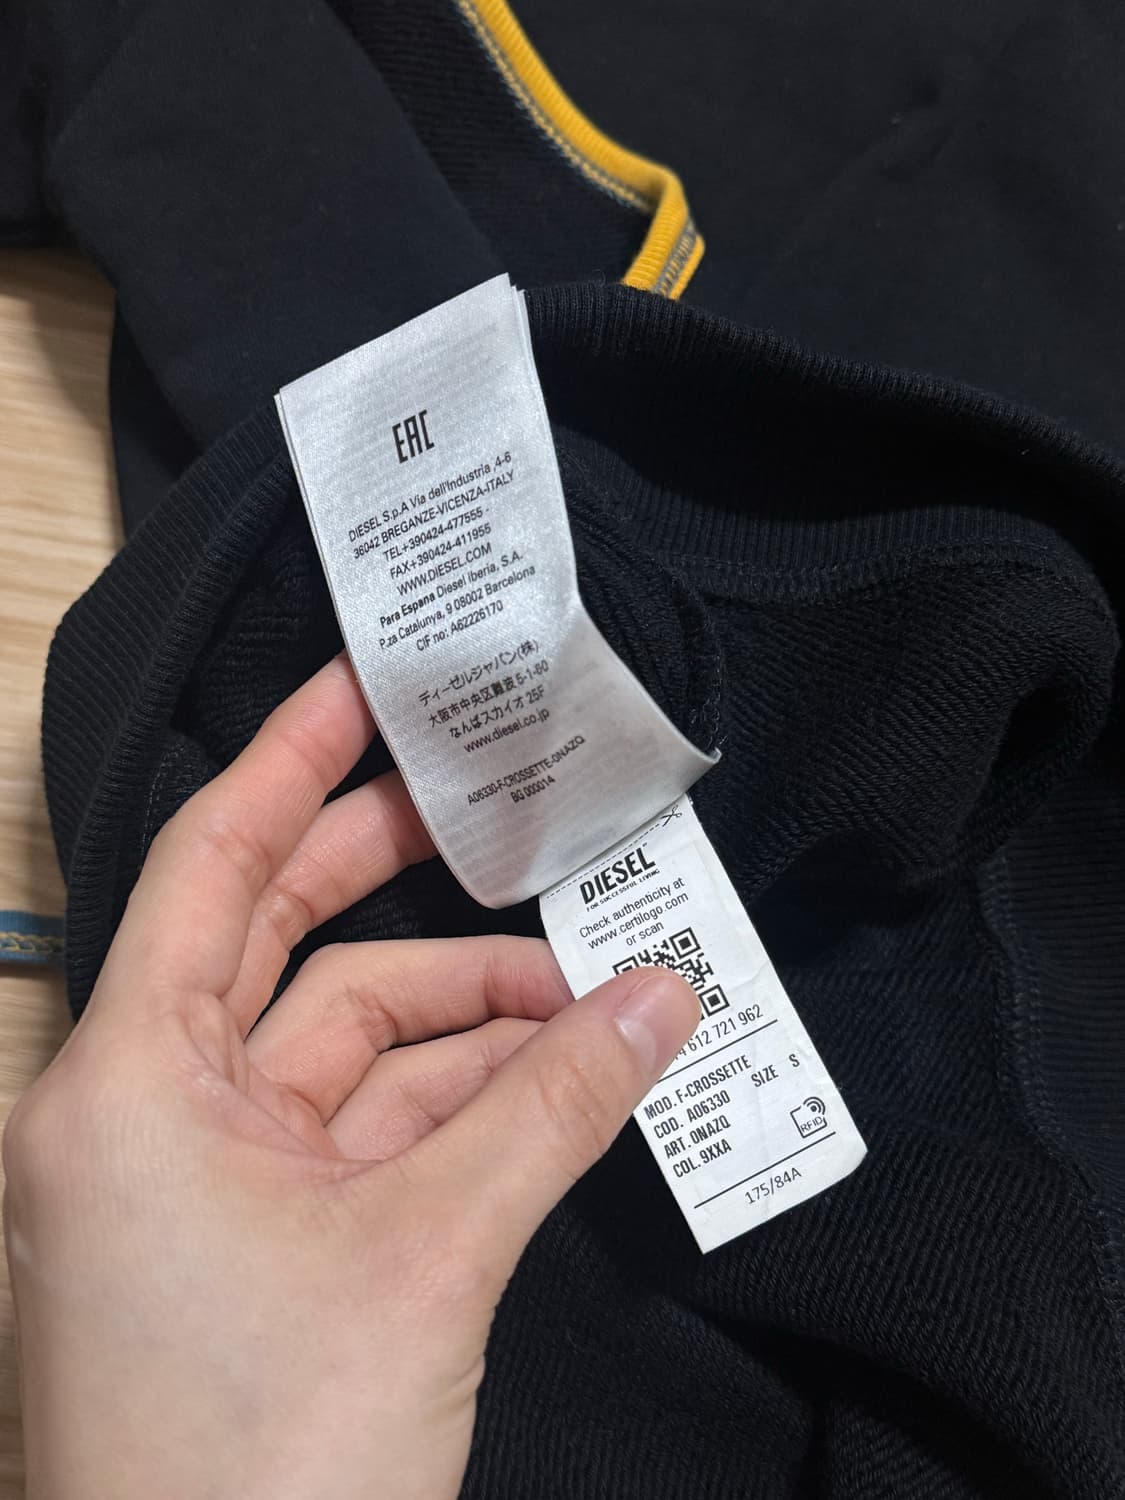 EAC
DIESEL S.p.A Via dell'Industria ,4-6
36042 BREGANZE-VICENZA-ITALY
TEL+390424-477555 -
FAX+390424-411955
WWW.DIESEL.COM
Para Espana Diesel Iberia, S.A.
P.za Catalunya, 9 08002 Barcelona
CIF no: A62226170
ディーゼルジャパン(株)
大阪市中央区難波 5-1-60
なんばスカイオ 25F
www.diesel.co.jp
A06330-F-CROSSETTE-0NAZQ
BG 000014
DIESEL
FOR SUCCESSFUL LIVING
Check authenticity at
www.certilogo.com
or scan
612 721 962
MOD. F-CROSSETTE
COD. A06330 SIZE S
ART. 0NAZQ
COL. 9XXA
RFID
175/84A